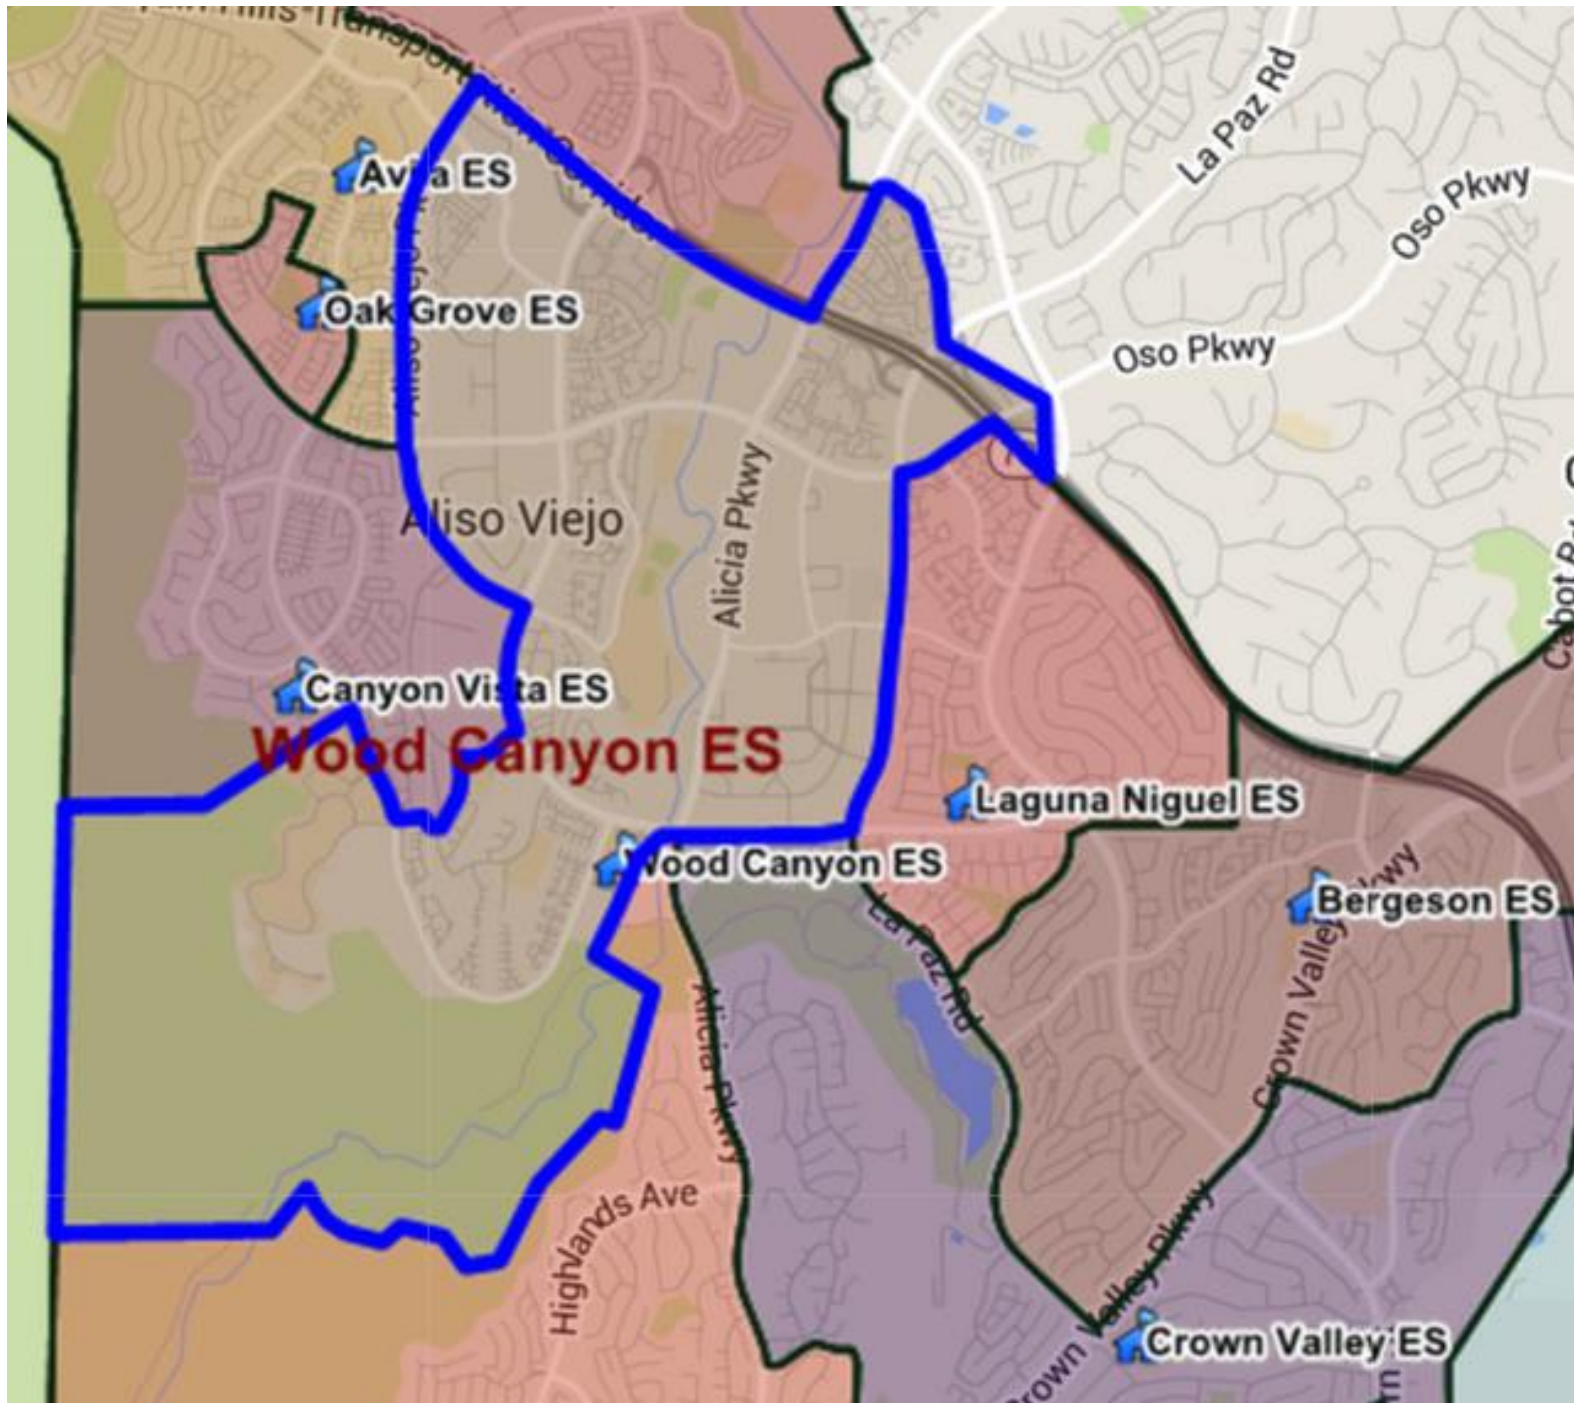 La Paz Rd
Avila ES
Oso Pkwy
Oak Grove ES
Oso Pkwy
Aliso Viejo
Alicia Pkwy
Canyon Vista ES
Wood Canyon ES
Laguna Niguel ES
Wood Canyon ES
Bergeson ES
La Paz Rd
Crown Valley Pkwy
Alicia Pkwy
Highlands Ave
Crown Valley Pkwy
Crown Valley ES